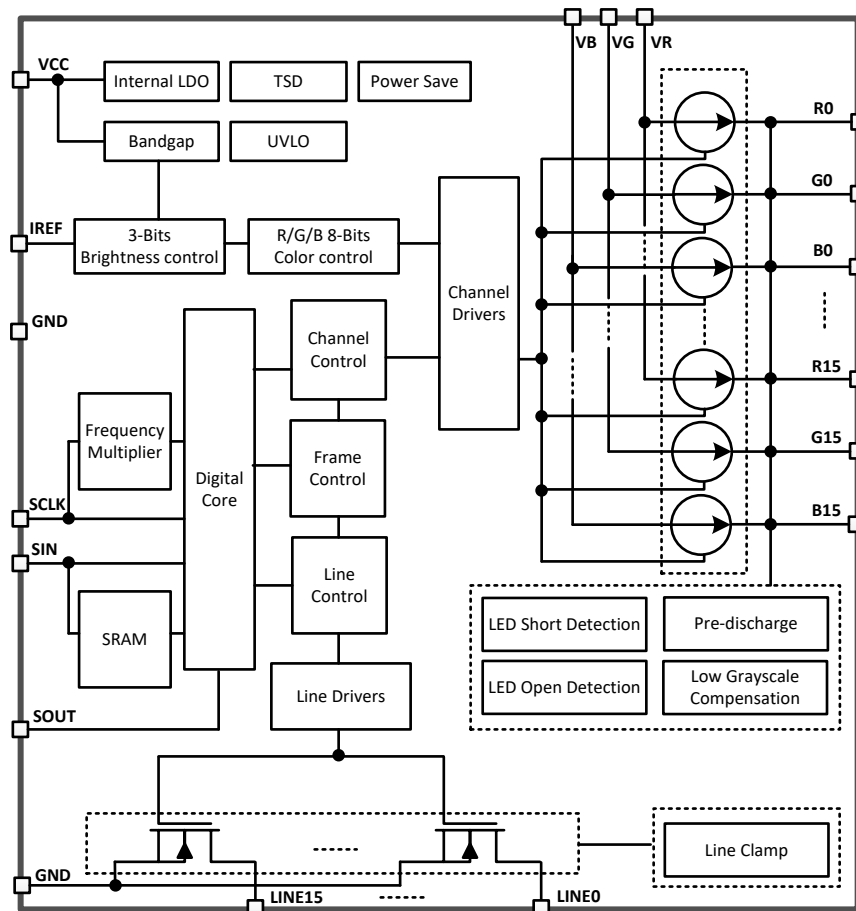 VB VG VR
VCC
Internal LDO
TSD
Power Save
R0
Bandgap
UVLO
G0
IREF
3-Bits
Brightness control
R/G/B 8-Bits
Color control
B0
Channel
Drivers
GND
Channel
Control
R15
Frequency
Multiplier
Frame
Control
G15
Digital
Core
SCLK
B15
SIN
Line
Control
SRAM
LED Short Detection
Pre-discharge
LED Open Detection
Low Grayscale
Compensation
Line Drivers
SOUT
Line Clamp
GND
LINE15
LINE0